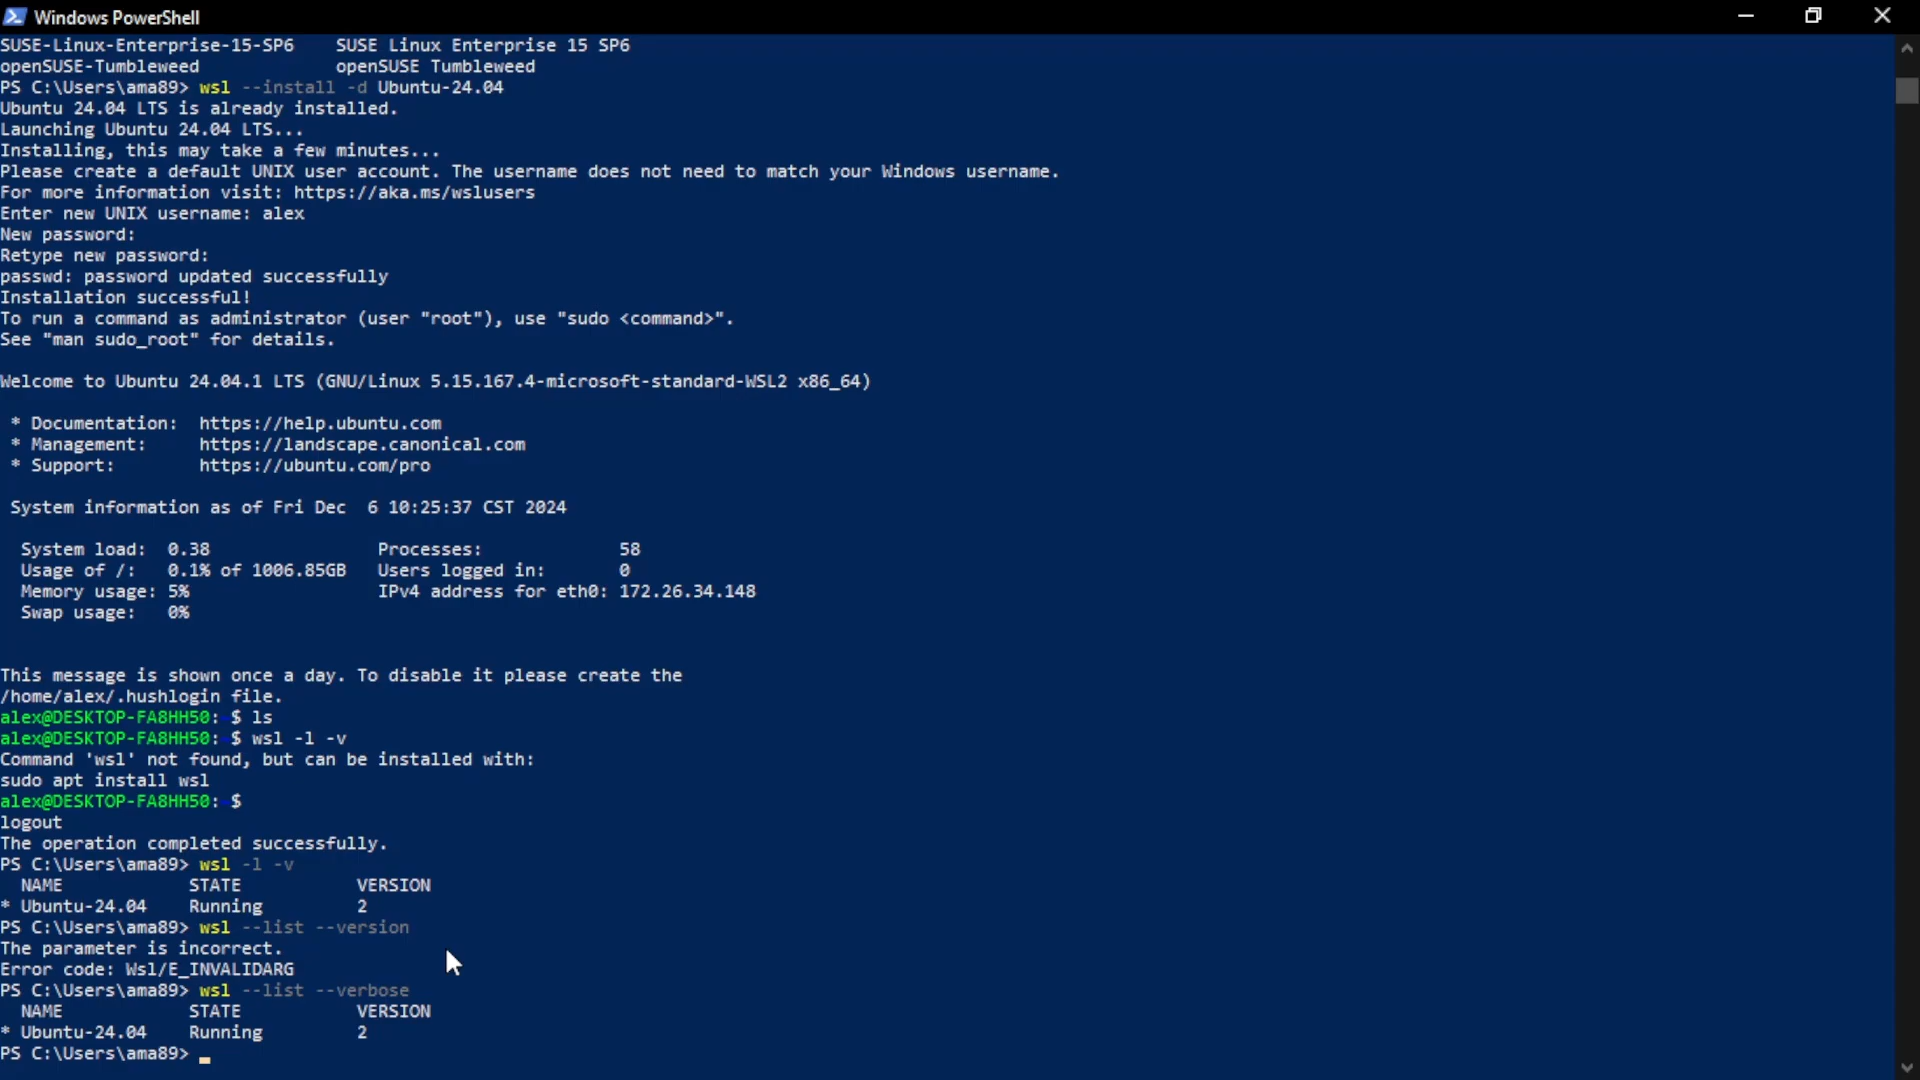 Windows PowerShell
SUSE-Linux-Enterprise-15-SP6    SUSE Linux Enterprise 15 SP6
openSUSE-Tumbleweed             openSUSE Tumbleweed
PS C:\Users\ama89> wsl --install -d Ubuntu-24.04
Ubuntu 24.04 LTS is already installed.
Launching Ubuntu 24.04 LTS...
Installing, this may take a few minutes...
Please create a default UNIX user account. The username does not need to match your Windows username.
For more information visit: https://aka.ms/wslusers
Enter new UNIX username: alex
New password:
Retype new password:
passwd: password updated successfully
Installation successful!
To run a command as administrator (user "root"), use "sudo <command>".
See "man sudo_root" for details.
Welcome to Ubuntu 24.04.1 LTS (GNU/Linux 5.15.167.4-microsoft-standard-WSL2 x86_64)
 * Documentation:  https://help.ubuntu.com
 * Management:     https://landscape.canonical.com
 * Support:        https://ubuntu.com/pro
 System information as of Fri Dec  6 10:25:37 CST 2024
  System load:  0.38                Processes:             58
  Usage of /:   0.1% of 1006.85GB   Users logged in:       0
  Memory usage: 5%                  IPv4 address for eth0: 172.26.34.148
  Swap usage:   0%
This message is shown once a day. To disable it please create the
/home/alex/.hushlogin file.
alex@DESKTOP-FA8HH50: $ ls
alex@DESKTOP-FA8HH50: $ wsl -l -v
Command 'wsl' not found, but can be installed with:
sudo apt install wsl
alex@DESKTOP-FA8HH50: $
logout
The operation completed successfully.
PS C:\Users\ama89> wsl -l -v
  NAME            STATE           VERSION
* Ubuntu-24.04    Running         2
PS C:\Users\ama89> wsl --list --version
The parameter is incorrect.
Error code: Wsl/E_INVALIDARG
PS C:\Users\ama89> wsl --list --verbose
  NAME            STATE           VERSION
* Ubuntu-24.04    Running         2
PS C:\Users\ama89>